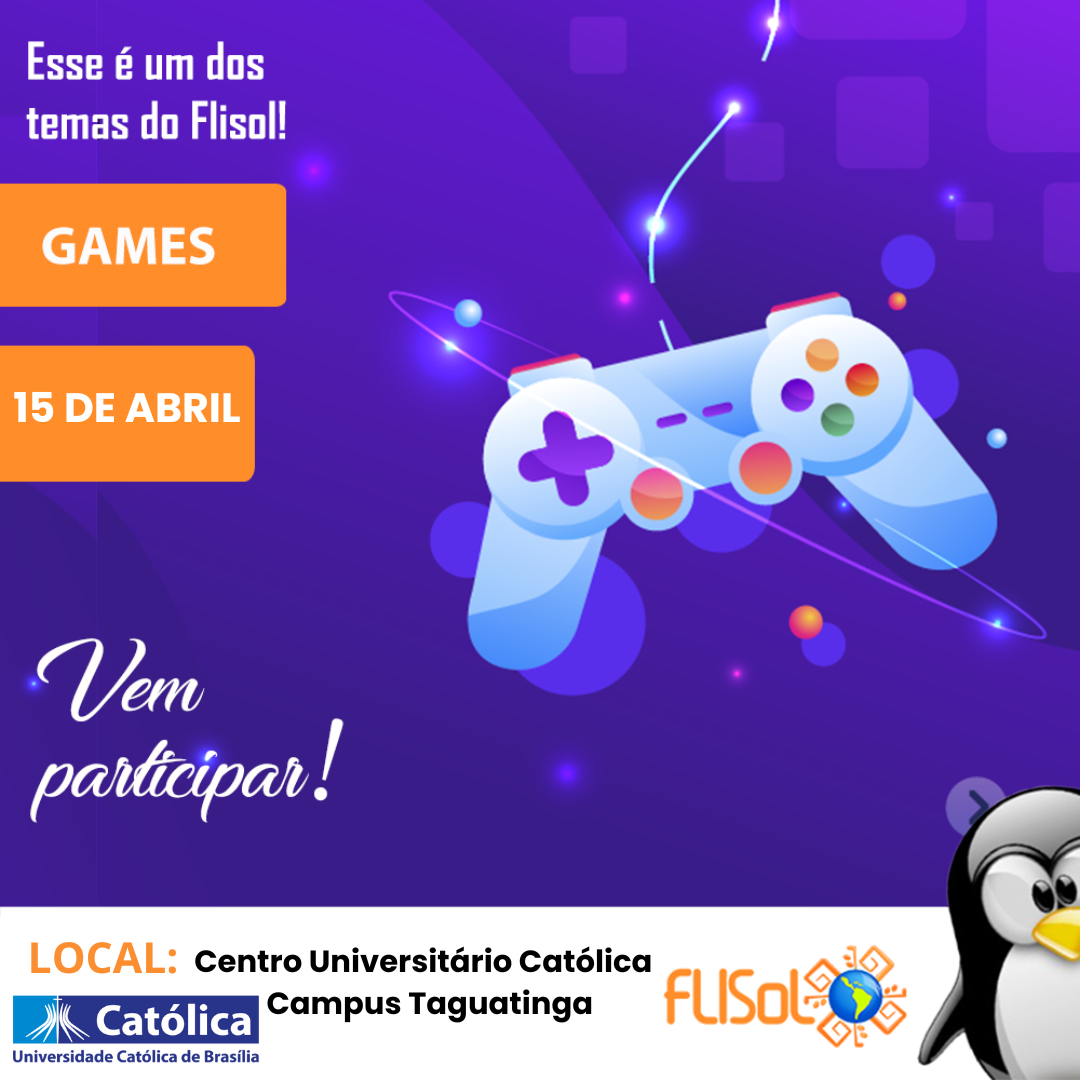 Esse é um dos
temas do Flisol!
GAMES
15 DE ABRIL
Vem
participar!
LOCAL: Centro Universitário Católica
Campus Taguatinga
Católica
Universidade Católica de Brasília
FLISoL